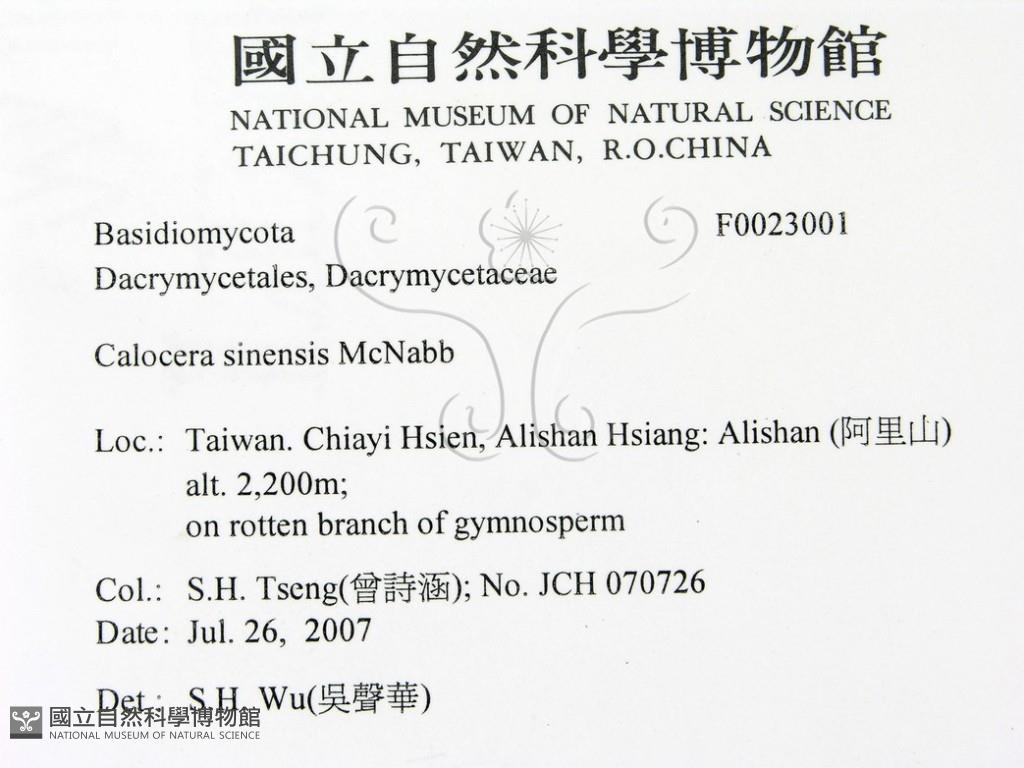 國立自然科學博物館
NATIONAL MUSEUM OF NATURAL SCIENCE
TAICHUNG, TAIWAN, R.O.CHINA
Basidiomycota F0023001
Dacrymycetales, Dacrymycetaceae
Calocera sinensis McNabb
Loc.: Taiwan. Chiayi Hsien, Alishan Hsiang: Alishan (阿里山)
alt. 2,200m;
on rotten branch of gymnosperm
Col.: S.H. Tseng(曾詩涵); No. JCH 070726
Date: Jul. 26, 2007
Det.: S.H. Wu(吳聲華)
國立自然科學博物館
NATIONAL MUSEUM OF NATURAL SCIENCE